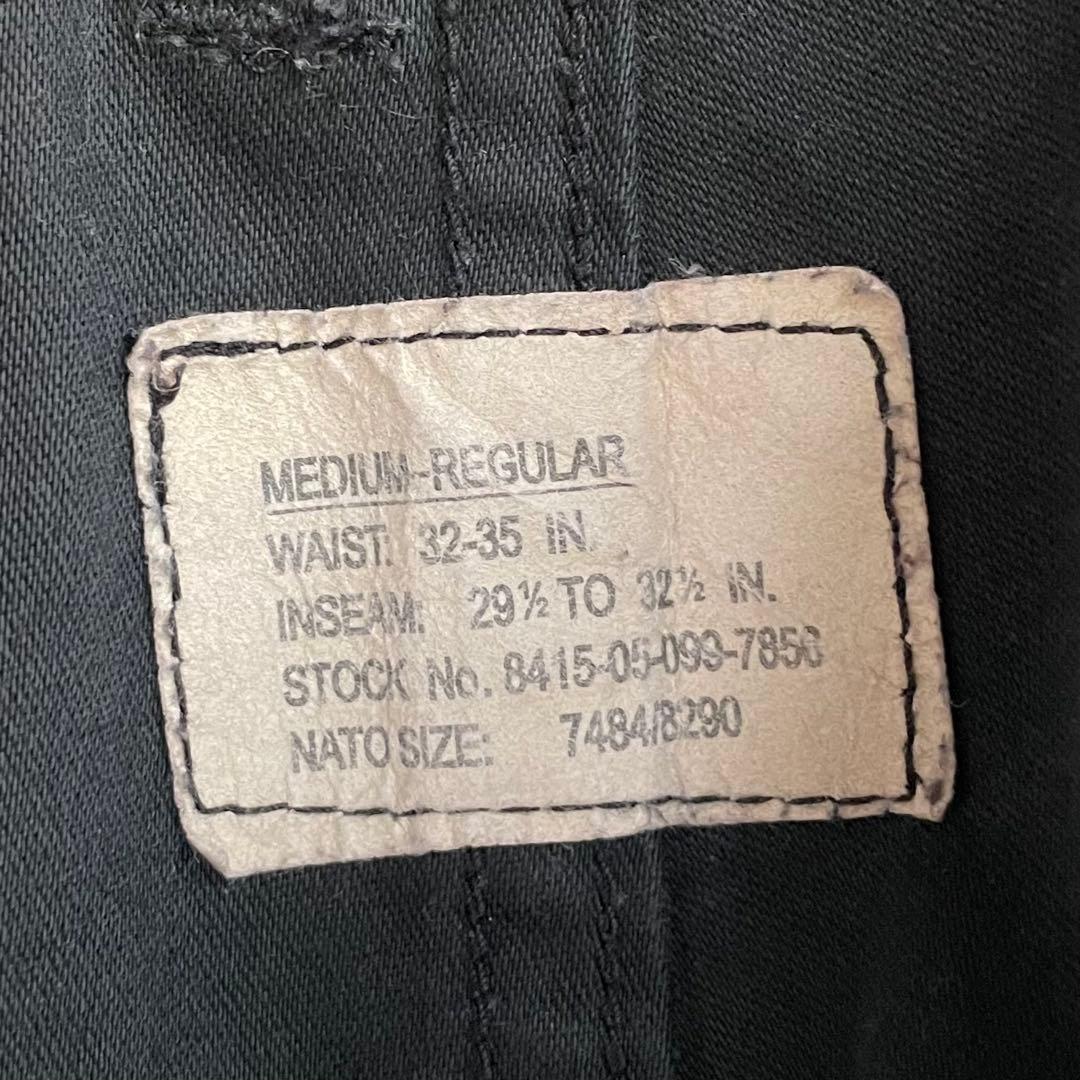 MEDIUM-REGULAR
WAIST: 32-35 IN.
INSEAM: 29½ TO 32½ IN.
STOCK No. 8415-05-099-7856
NATO SIZE: 7484/8290